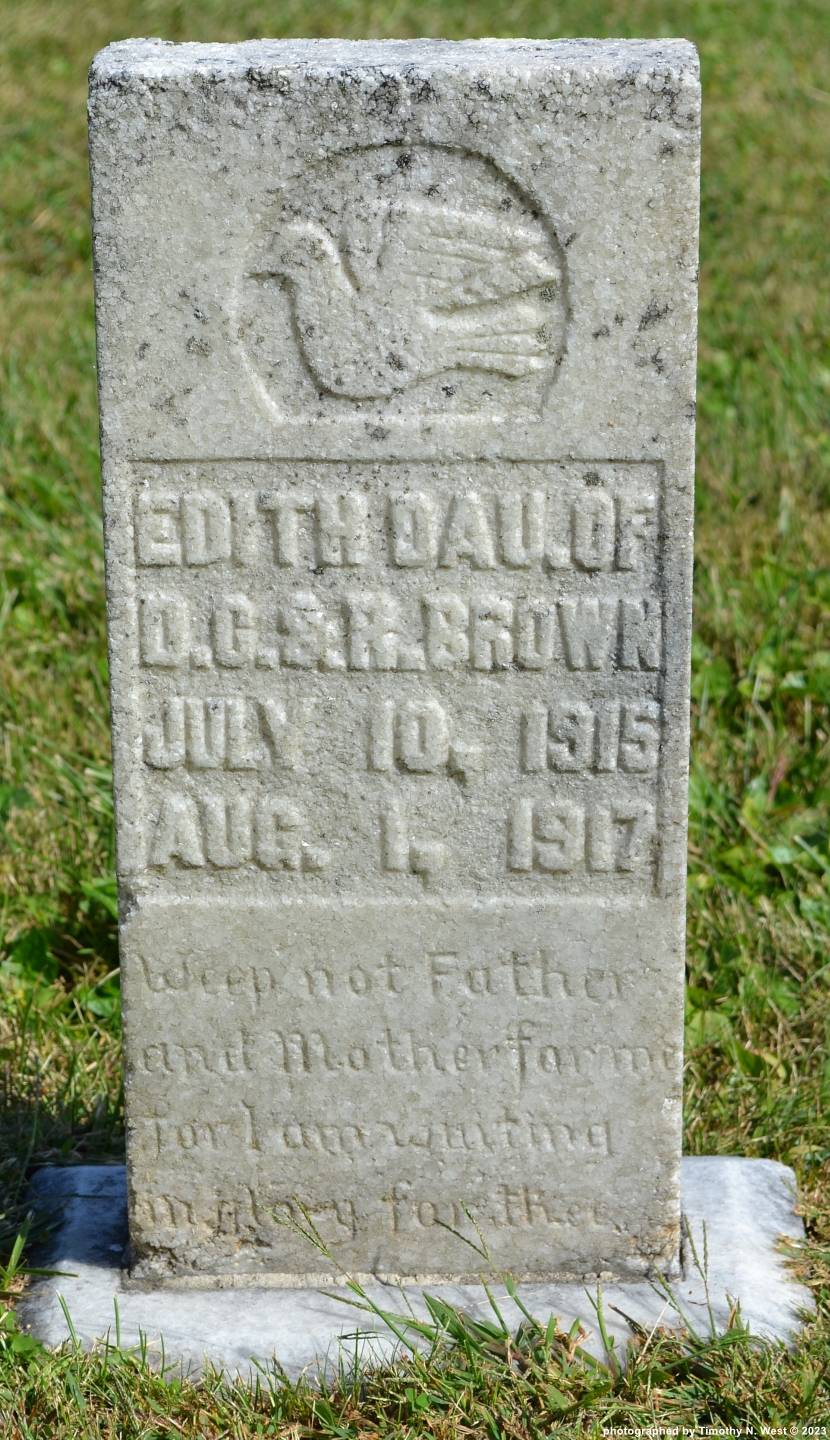 EDITH DAU. OF
D.C. & R. BROWN
JULY 10, 1915
AUG. 1, 1917
Weep not Father
and Mother for me
for I am waiting
in glory for thee.
photographed by Timothy N. West © 2023